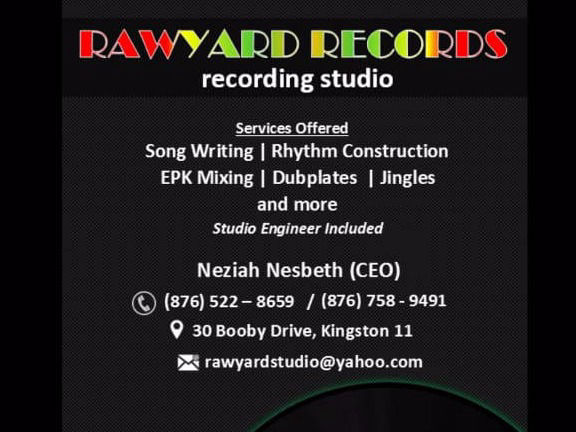 RAWYARD RECORDS
recording studio
Services Offered
Song Writing | Rhythm Construction
EPK Mixing | Dubplates | Jingles
and more
Studio Engineer Included
Neziah Nesbeth (CEO)
(876) 522 – 8659 / (876) 758 - 9491
30 Booby Drive, Kingston 11
rawyardstudio@yahoo.com